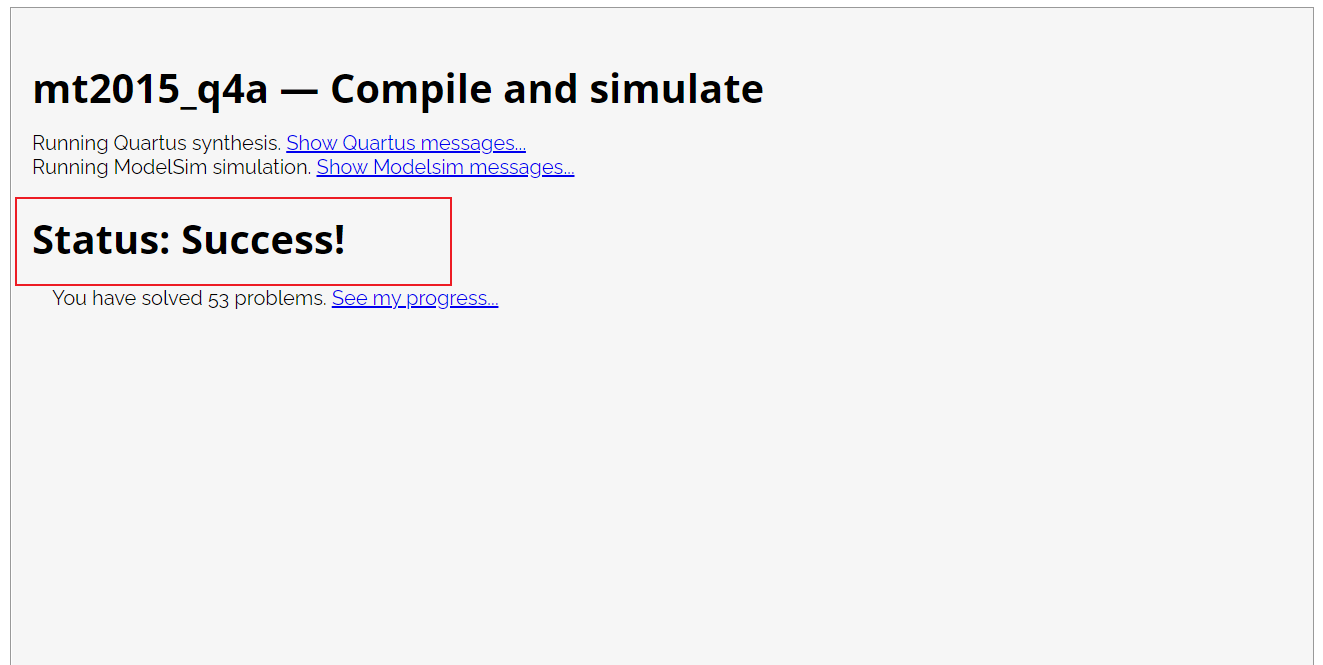 mt2015_q4a — Compile and simulate
Running Quartus synthesis. Show Quartus messages...
Running ModelSim simulation. Show Modelsim messages...
Status: Success!
You have solved 53 problems. See my progress...